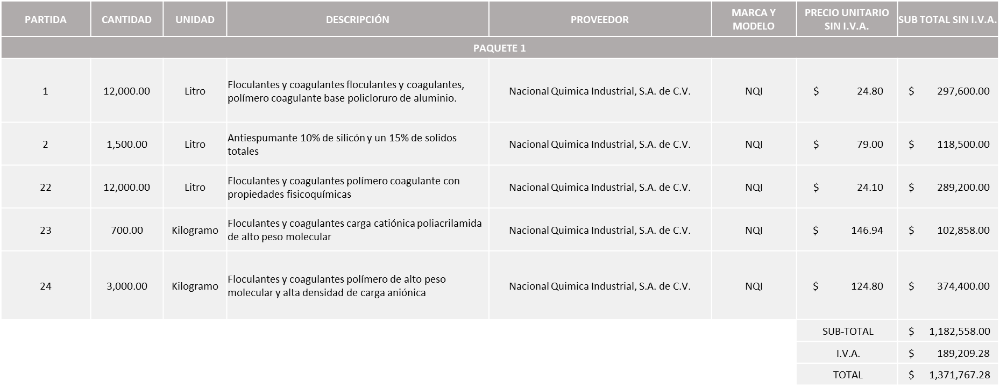 PARTIDA CANTIDAD UNIDAD DESCRIPCIÓN PROVEEDOR MARCA Y MODELO PRECIO UNITARIO SIN I.V.A. SUB TOTAL SIN I.V.A.
PAQUETE 1
1 12,000.00 Litro Floculantes y coagulantes floculantes y coagulantes, polímero coagulante base policloruro de aluminio. Nacional Quimica Industrial, S.A. de C.V. NQI $ 24.80 $ 297,600.00
2 1,500.00 Litro Antiespumante 10% de silicón y un 15% de solidos totales Nacional Quimica Industrial, S.A. de C.V. NQI $ 79.00 $ 118,500.00
22 12,000.00 Litro Floculantes y coagulantes polímero coagulante con propiedades fisicoquímicas Nacional Quimica Industrial, S.A. de C.V. NQI $ 24.10 $ 289,200.00
23 700.00 Kilogramo Floculantes y coagulantes carga catiónica poliacrilamida de alto peso molecular Nacional Quimica Industrial, S.A. de C.V. NQI $ 146.94 $ 102,858.00
24 3,000.00 Kilogramo Floculantes y coagulantes polímero de alto peso molecular y alta densidad de carga aniónica Nacional Quimica Industrial, S.A. de C.V. NQI $ 124.80 $ 374,400.00
SUB-TOTAL $ 1,182,558.00
I.V.A. $ 189,209.28
TOTAL $ 1,371,767.28